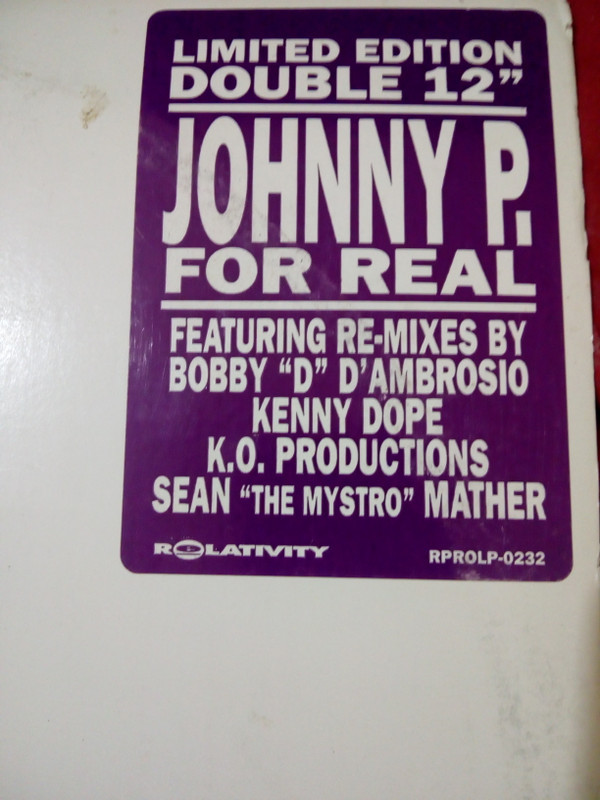 LIMITED EDITION
DOUBLE 12”
JOHNNY P.
FOR REAL
FEATURING RE-MIXES BY
BOBBY “D” D’AMBROSIO
KENNY DOPE
K.O. PRODUCTIONS
SEAN “THE MYSTRO” MATHER
RELATIVITY
RPROLP-0232